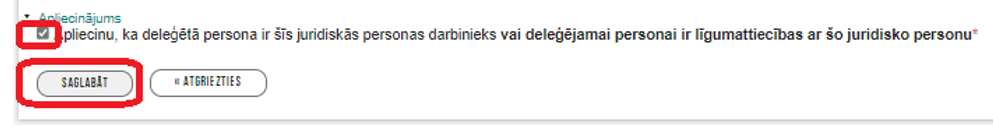 Apliecinājums
Apliecinu, ka deleģētā persona ir šīs juridiskās personas darbinieks vai deleģējamai personai ir līgumattiecības ar šo juridisko personu*
SAGLABĀT « ATGRIEZTIES